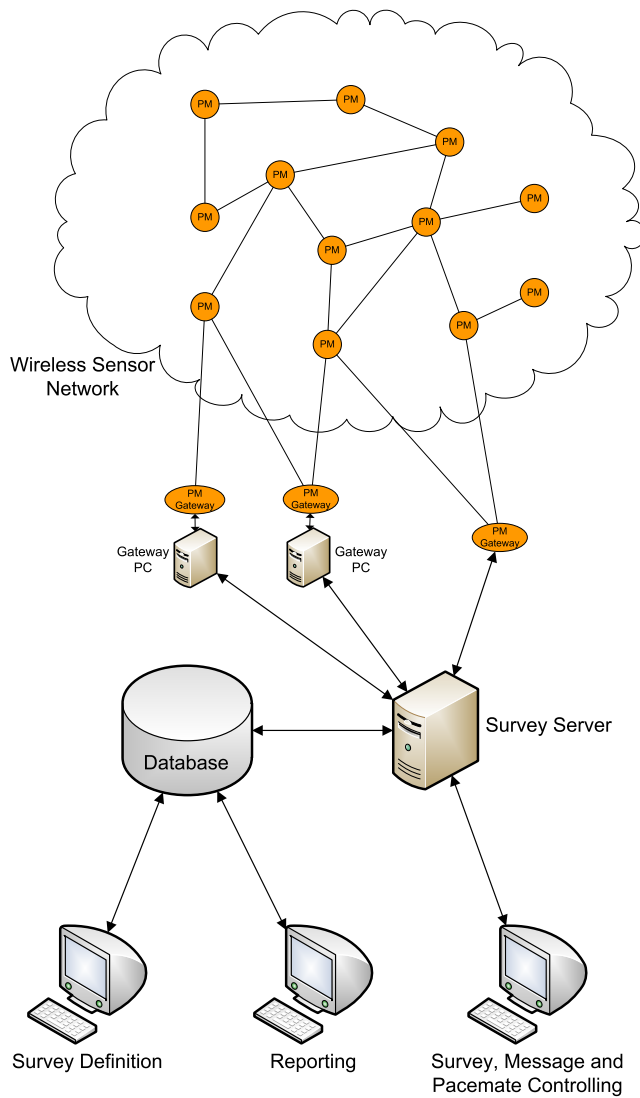 PM
PM
PM
PM
PM
PM
PM
PM
PM
PM
PM
PM
Wireless Sensor
Network
PM
Gateway
PM
Gateway
PM
Gateway
Gateway
PC
Gateway
PC
Survey Server
Database
Survey Definition
Reporting
Survey, Message and
Pacemate Controlling